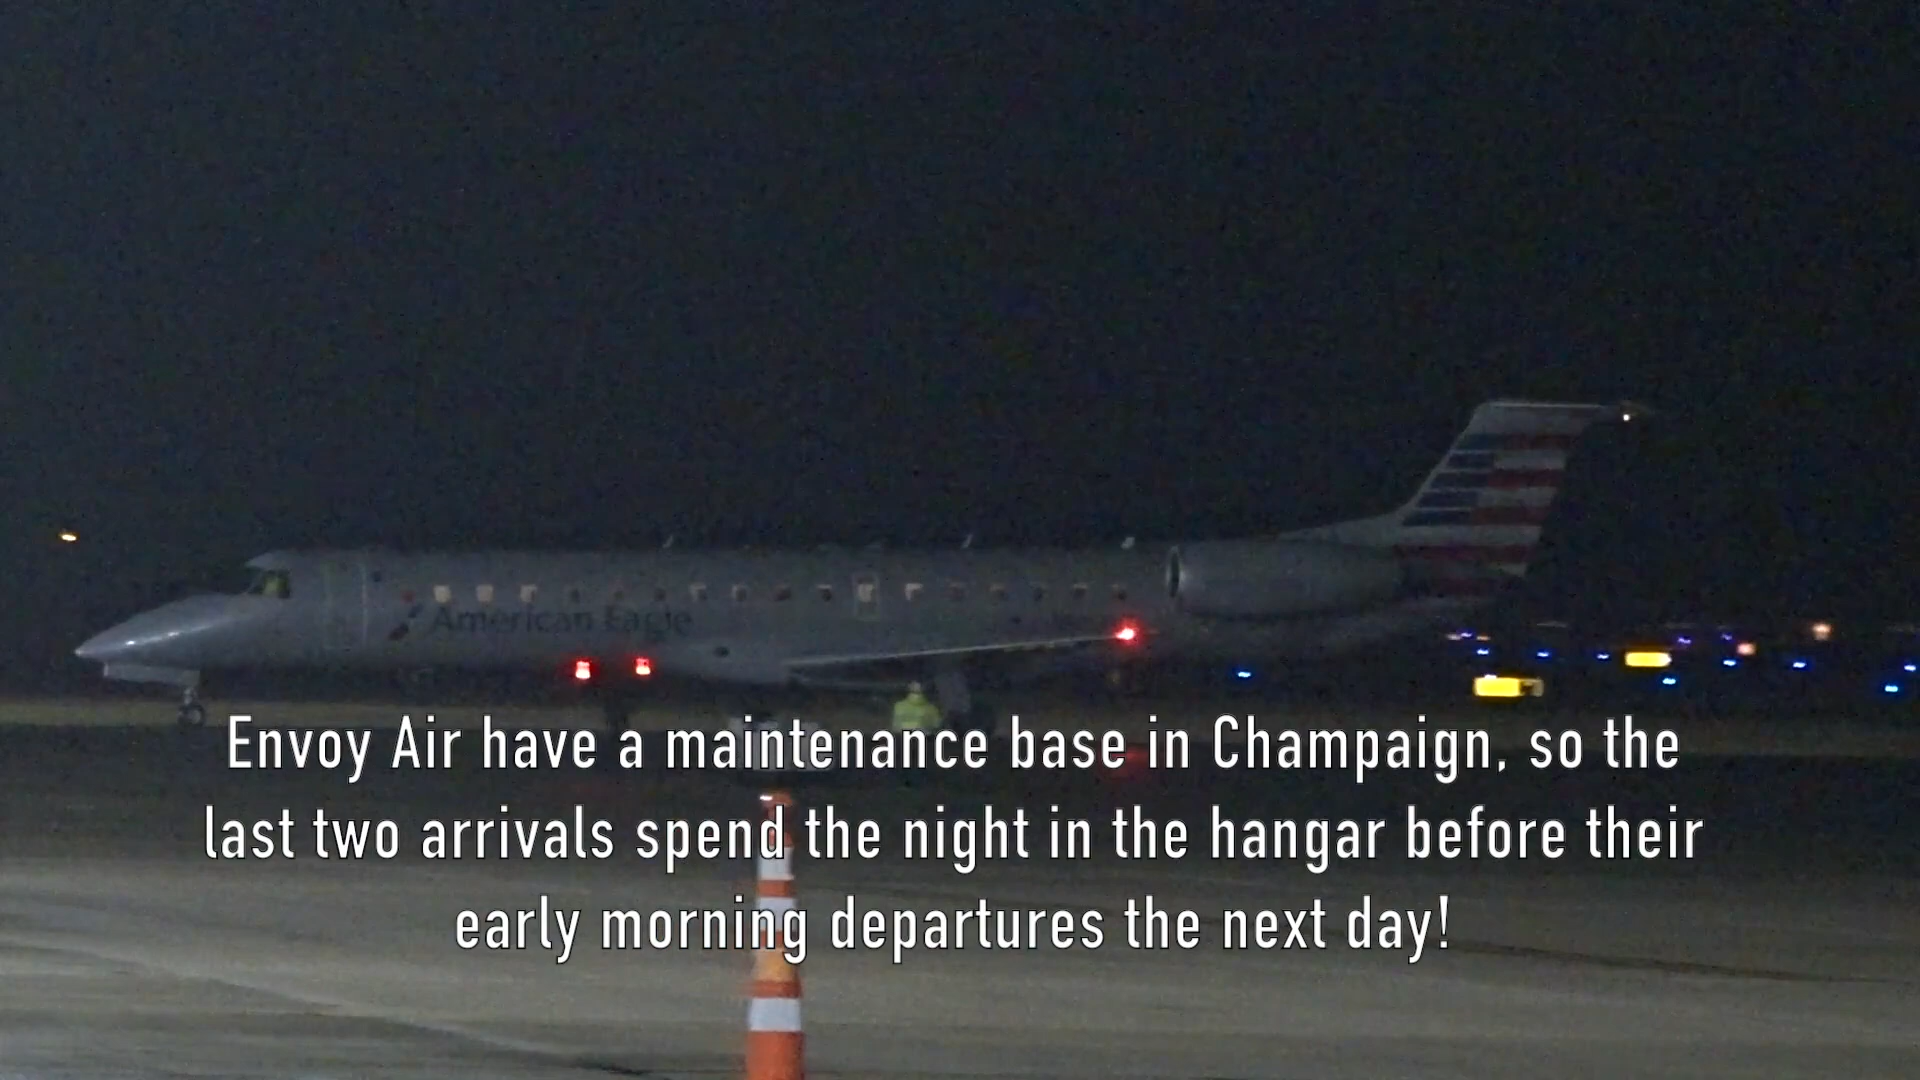 American Eagle
Envoy Air have a maintenance base in Champaign, so the
last two arrivals spend the night in the hangar before their
early morning departures the next day!